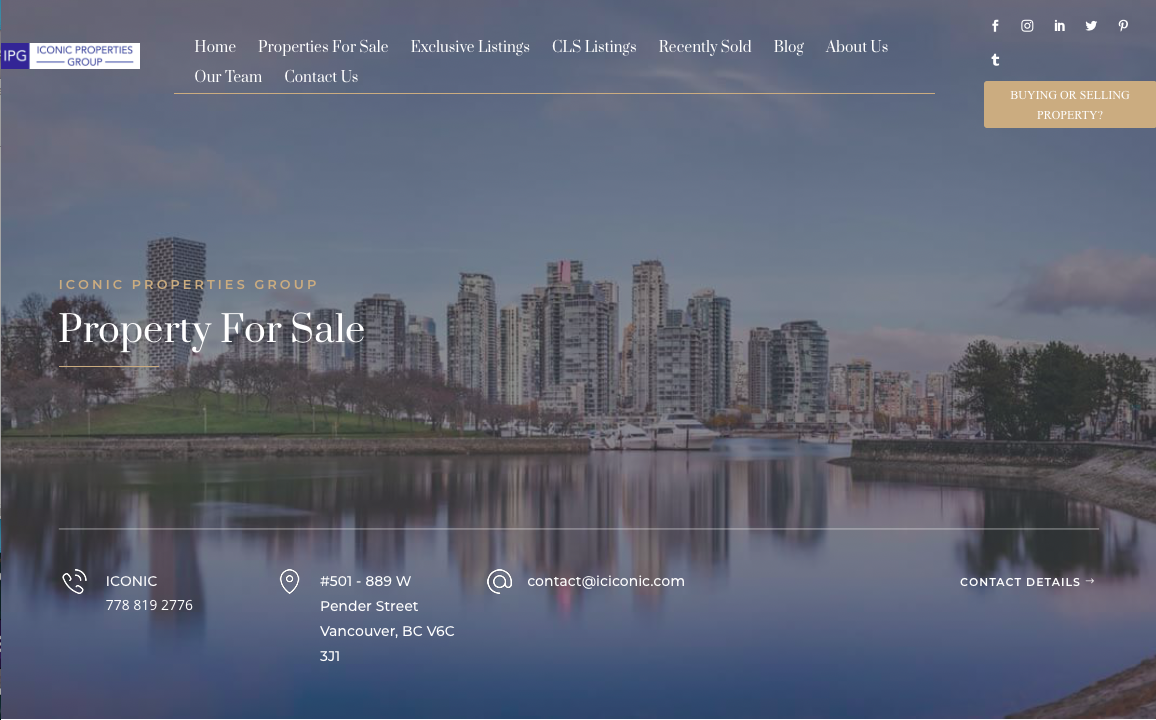 IPG ICONIC PROPERTIES
GROUP
Home Properties For Sale Exclusive Listings CLS Listings Recently Sold Blog About Us
Our Team Contact Us
BUYING OR SELLING
PROPERTY?
ICONIC PROPERTIES GROUP
Property For Sale
ICONIC
778 819 2776
#501 - 889 W
Pender Street
Vancouver, BC V6C
3J1
contact@iciconic.com
CONTACT DETAILS →